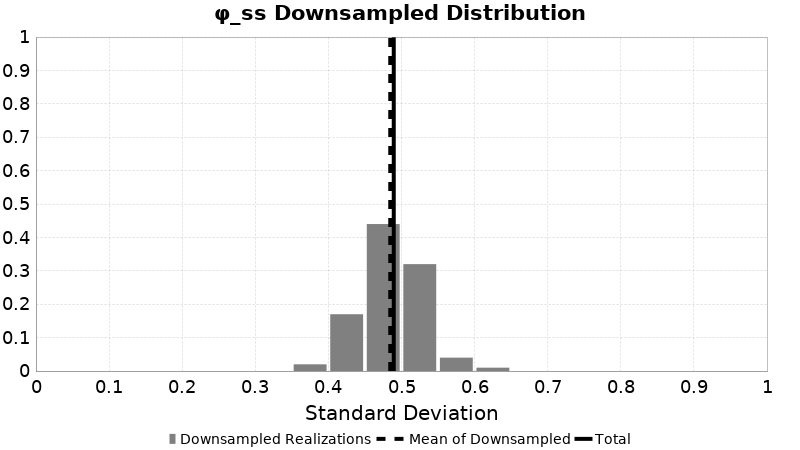 φ_ss Downsampled Distribution
1
0.9
0.8
0.7
0.6
0.5
0.4
0.3
0.2
0.1
0
0 0.1 0.2 0.3 0.4 0.5 0.6 0.7 0.8 0.9 1
Standard Deviation
Downsampled Realizations Mean of Downsampled Total